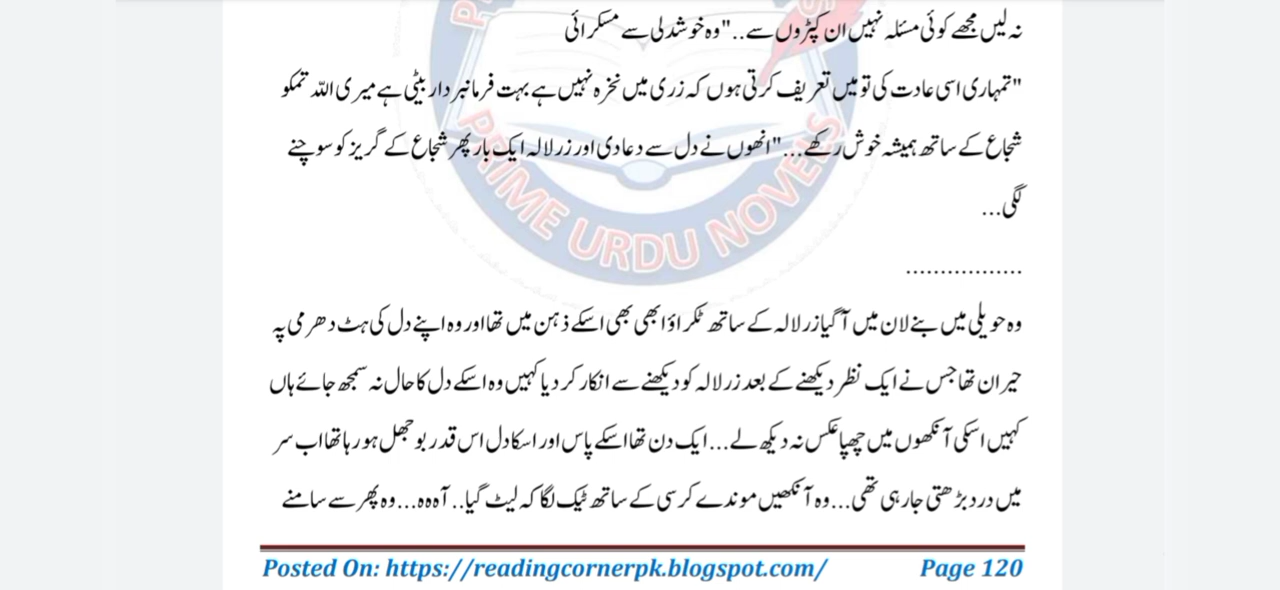 نہ لیں مجھے کوئی مسئلہ نہیں ان کپڑوں سے.."وہ خوشدلی سے مسکرائی
"تمہاری اسی عادت کی تو میں تعریف کرتی ہوں کہ زری میں نخرہ نہیں ہے بہت فرمانبردار بیٹی ہے میری اللہ تمکو
شجاع کے ساتھ ہمیشہ خوش رکھے..."انھوں نے دل سے دعا دی اور زرلالہ ایک بار پھر شجاع کے گریز کو سوچنے
لگی...
.................
وہ حویلی میں بنے لان میں آ گیا زرلالہ کے ساتھ ٹکراؤ ابھی بھی اسکے ذہن میں تھا اور وہ اپنے دل کی ہٹ دھرمی پہ
حیران تھا جس نے ایک نظر دیکھنے کے بعد زرلالہ کو دیکھنے سے انکار کر دیا کہیں وہ اسکے دل کا حال نہ سمجھ جائے ہاں
کہیں اسکی آنکھوں میں چھپا عکس نہ دیکھ لے...ایک دن تھا اسکے پاس اور اسکا دل اس قدر بوجھل ہو رہا تھا اب سر
میں درد بڑھتی جا رہی تھی...وہ آنکھیں موندے کرسی کے ساتھ ٹیک لگا کہ لیٹ گیا..آہہہ...وہ پھر سے سامنے
PRIME URDU NOVELS
Posted On: https://readingcornerpk.blogspot.com/ Page 120